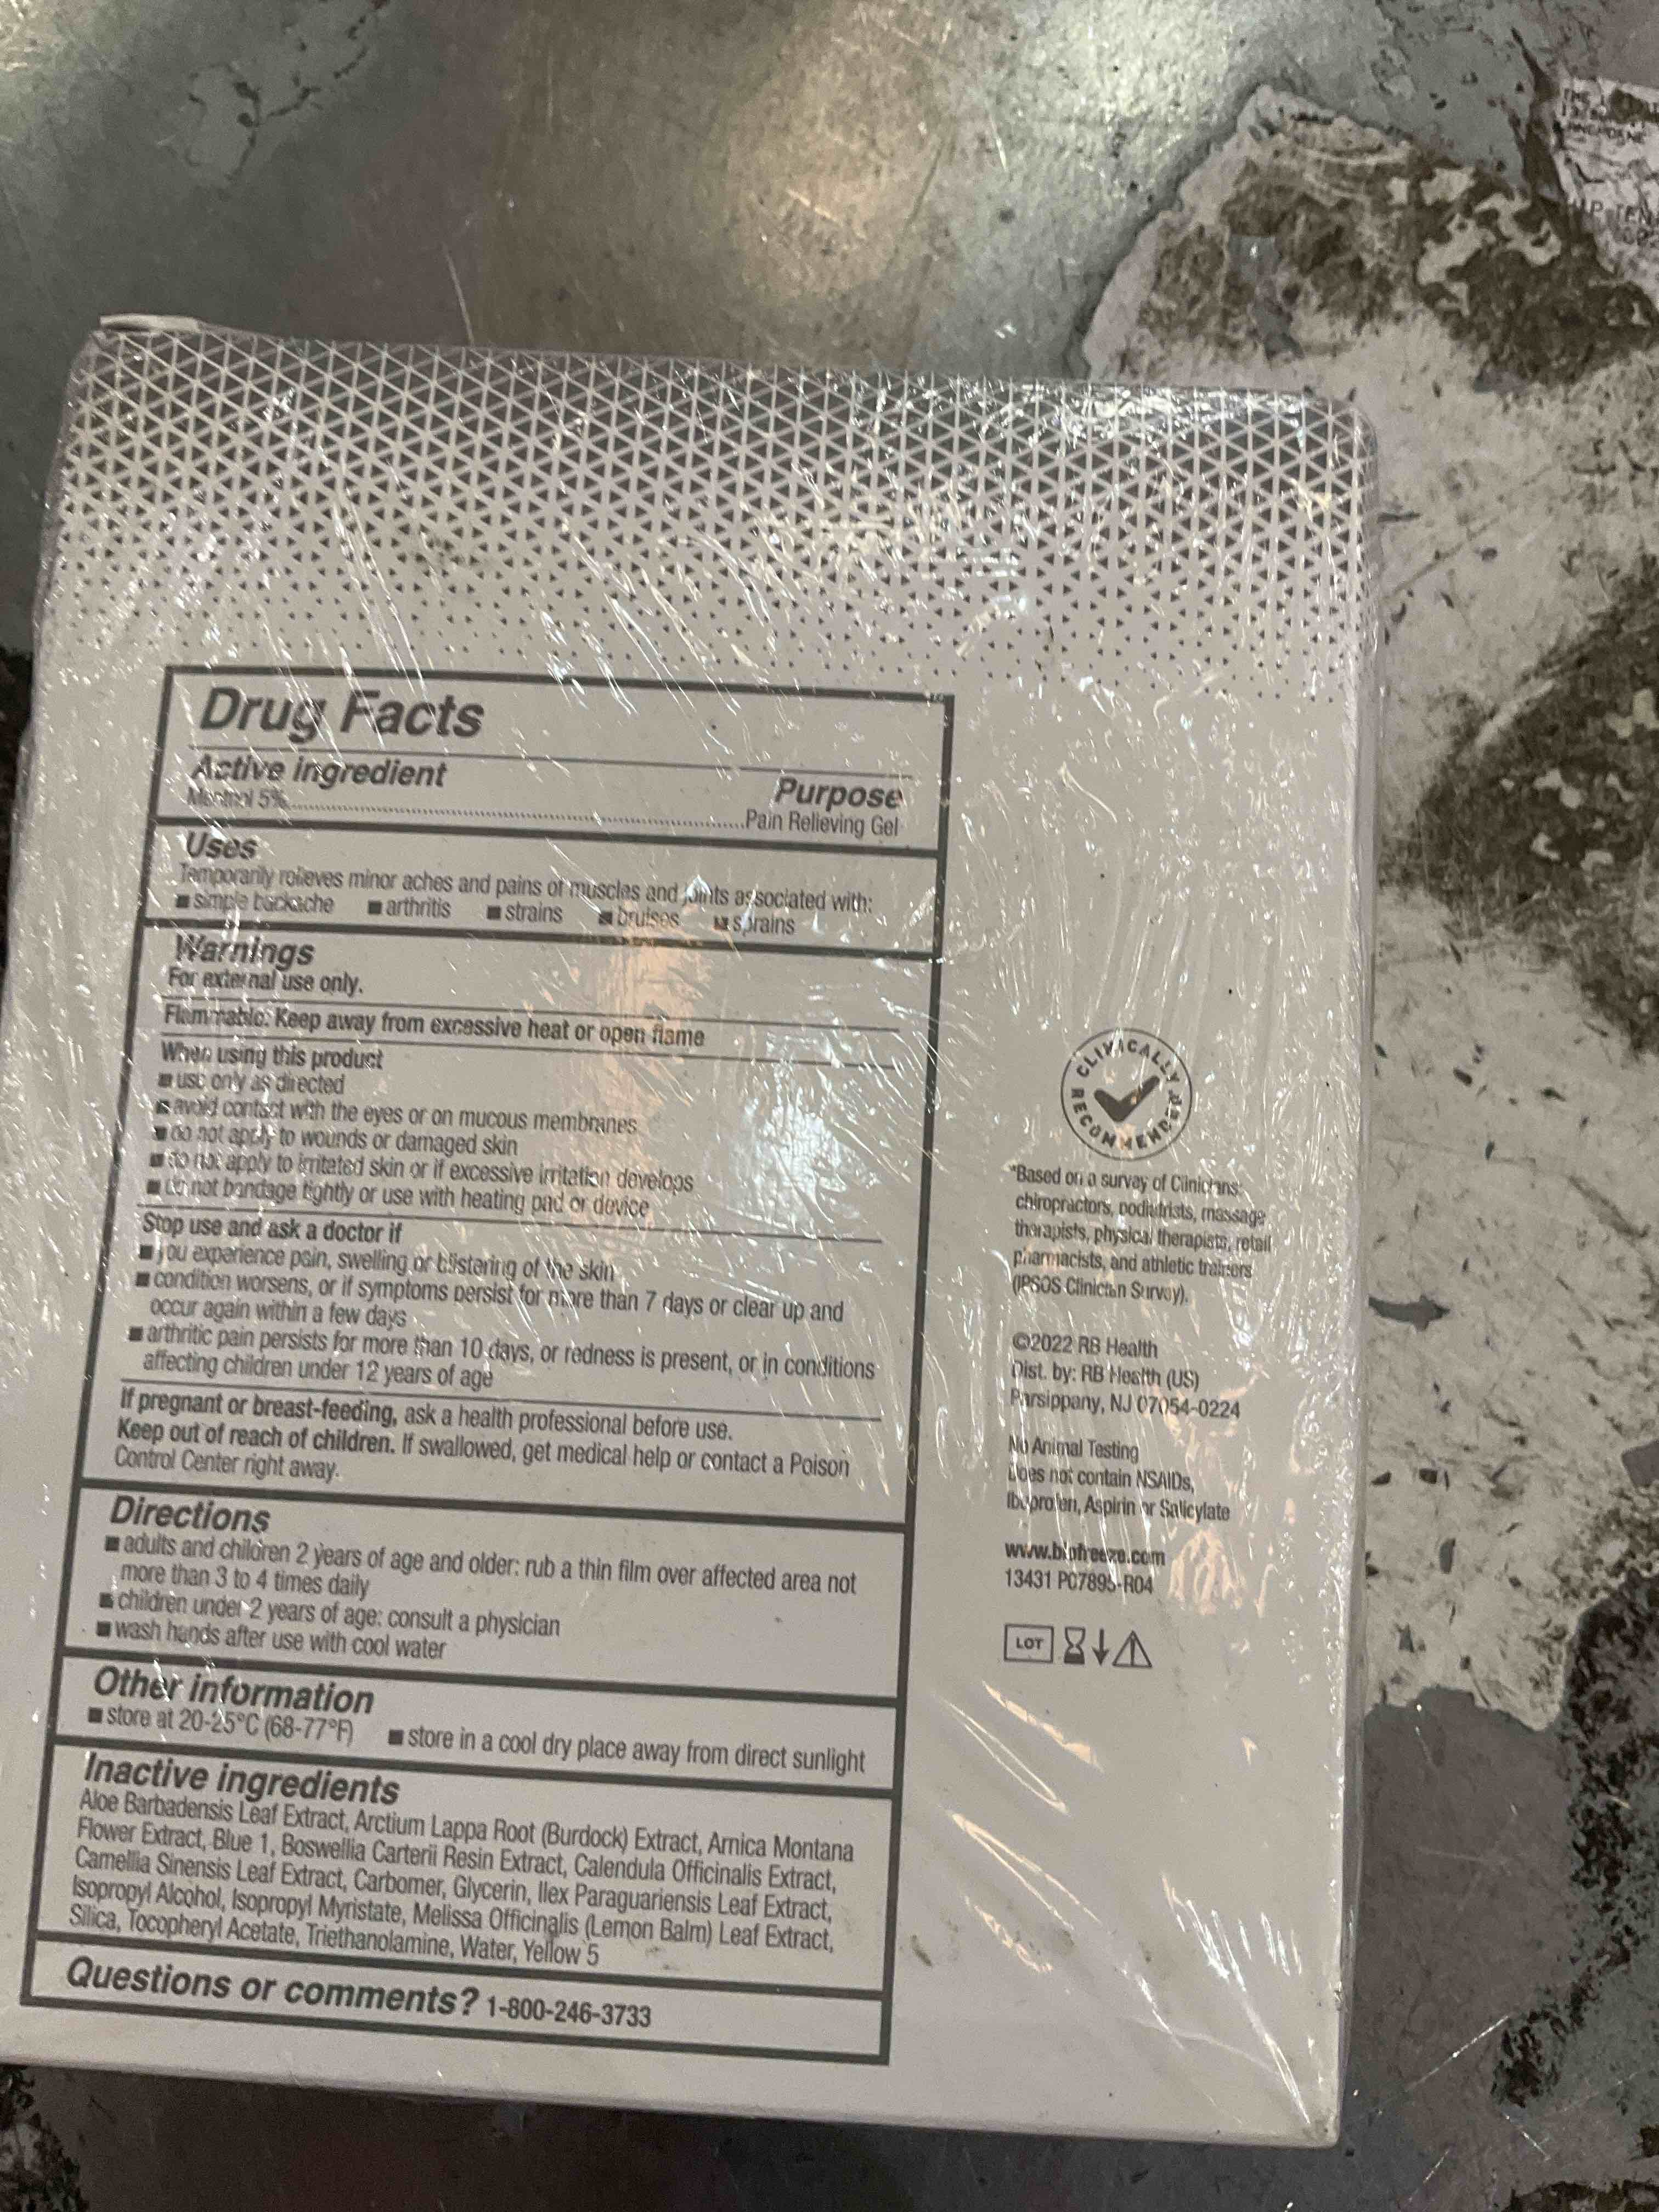 Drug Facts
Active ingredient
Purpose
Menthol 5%
Pain Relieving Gel
Uses
Temporarily relieves minor aches and pains of muscles and joints associated with:
■ simple backache ■ arthritis ■ strains ■ bruises ■ sprains
Warnings
For external use only.
Flammable: Keep away from excessive heat or open flame
When using this product
■ use only as directed
■ avoid contact with the eyes or on mucous membranes
■ do not apply to wounds or damaged skin
■ do not apply to irritated skin or if excessive irritation develops
■ do not bandage tightly or use with heating pad or device
Stop use and ask a doctor if
■ you experience pain, swelling or blistering of the skin
■ condition worsens, or if symptoms persist for more than 7 days or clear up and
occur again within a few days
■ arthritic pain persists for more than 10 days, or redness is present, or in conditions
affecting children under 12 years of age
If pregnant or breast-feeding, ask a health professional before use.
Keep out of reach of children. If swallowed, get medical help or contact a Poison
Control Center right away.
Directions
■ adults and children 2 years of age and older: rub a thin film over affected area not
more than 3 to 4 times daily
■ children under 2 years of age: consult a physician
■ wash hands after use with cool water
Other information
■ store at 20-25°C (68-77°F) ■ store in a cool dry place away from direct sunlight
Inactive ingredients
Aloe Barbadensis Leaf Extract, Arctium Lappa Root (Burdock) Extract, Arnica Montana
Flower Extract, Blue 1, Boswellia Carterii Resin Extract, Calendula Officinalis Extract,
Camellia Sinensis Leaf Extract, Carbomer, Glycerin, Ilex Paraguariensis Leaf Extract,
Isopropyl Alcohol, Isopropyl Myristate, Melissa Officinalis (Lemon Balm) Leaf Extract,
Silica, Tocopheryl Acetate, Triethanolamine, Water, Yellow 5
Questions or comments? 1-800-246-3733
CLINICALLY
RECOMMENDED
*Based on a survey of Clinicians:
chiropractors, podiatrists, massage
therapists, physical therapists, retail
pharmacists, and athletic trainers
(IPSOS Clinician Survey).
©2022 RB Health
Dist. by: RB Health (US)
Parsippany, NJ 07054-0224
No Animal Testing
Does not contain NSAIDs,
Ibuprofen, Aspirin or Salicylate
www.biofreeze.com
13431 PC7895-R04
LOT